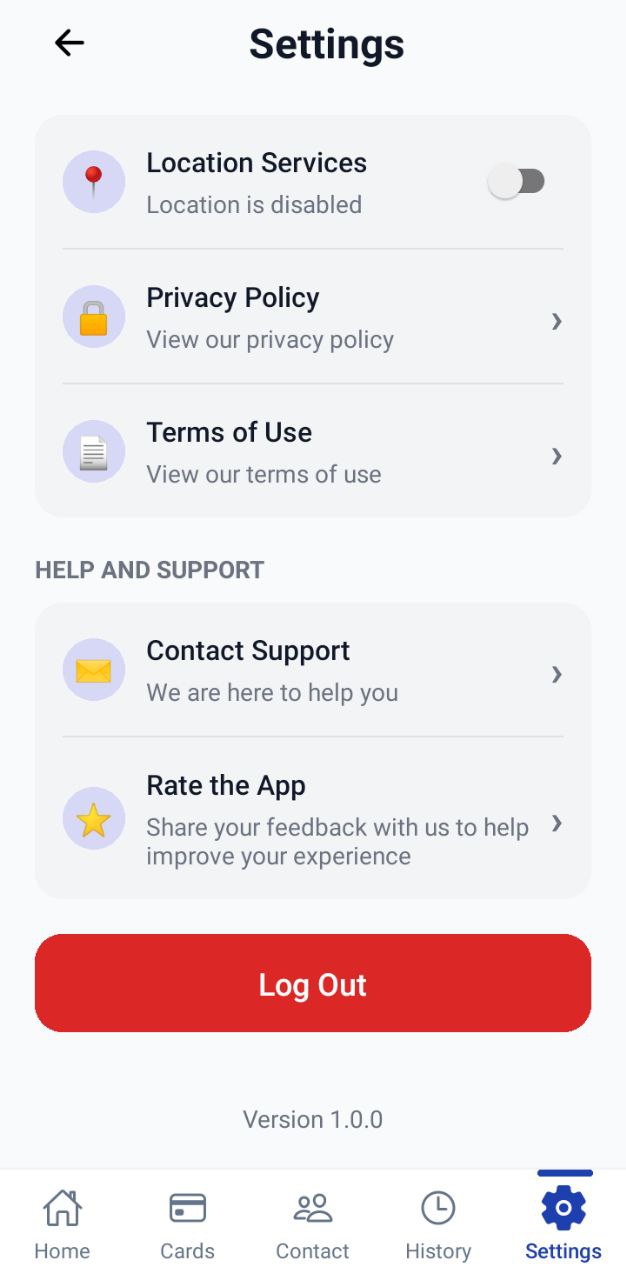 Settings
Location Services
Location is disabled
Privacy Policy
View our privacy policy
Terms of Use
View our terms of use
HELP AND SUPPORT
Contact Support
We are here to help you
Rate the App
Share your feedback with us to help
improve your experience
Log Out
Version 1.0.0
Home
Cards
Contact
History
Settings